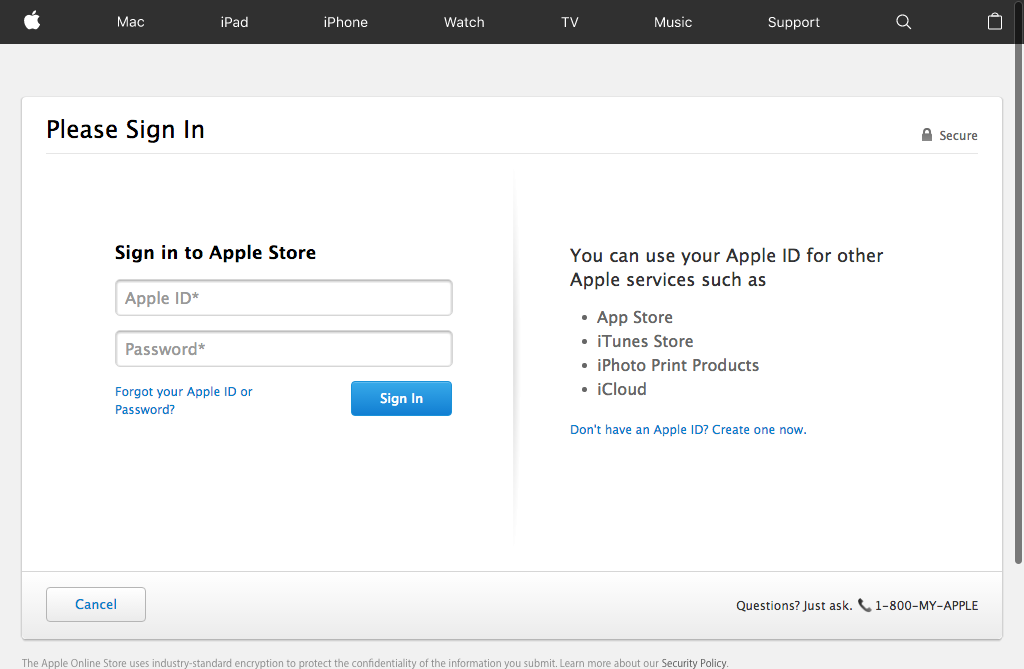 Mac iPad iPhone Watch TV Music Support
Please Sign In
Secure
Sign in to Apple Store
Apple ID*
Password*
Forgot your Apple ID or
Password?
Sign In
You can use your Apple ID for other
Apple services such as
• App Store
• iTunes Store
• iPhoto Print Products
• iCloud
Don't have an Apple ID? Create one now.
Cancel
Questions? Just ask. 1-800-MY-APPLE
The Apple Online Store uses industry-standard encryption to protect the confidentiality of the information you submit. Learn more about our Security Policy.